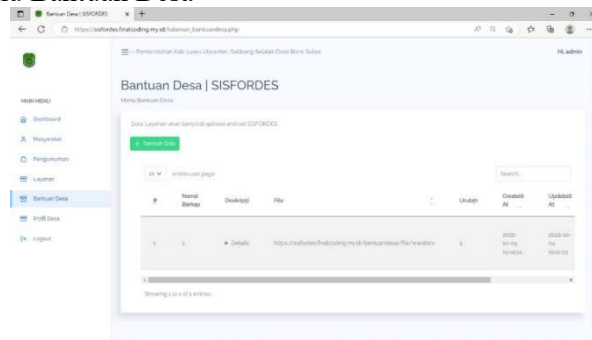 Bantuan Desa | SISFORDES
https://sisfordes.finalcoding.my.id/halaman_bantuandesa.php
Pemerintahan Kab. Luwu Utara Kec. Sabbang Selatan Desa
Hi, admin
Bantuan Desa | SISFORDES
Menu Bantuan Desa
MAIN MENU
Dashboard
Masyarakat
Pengumuman
Layanan
Bantuan Desa
Profil Desa
Logout
Data Layanan akan tampil di aplikasi android SISFORDES
+ Tambah Data
10 entries per page
Search...
# Nama Berkas Deskripsi File Urutan Created At Updated At
1 2 ▶ Details 2
Showing 1 to 1 of 1 entries